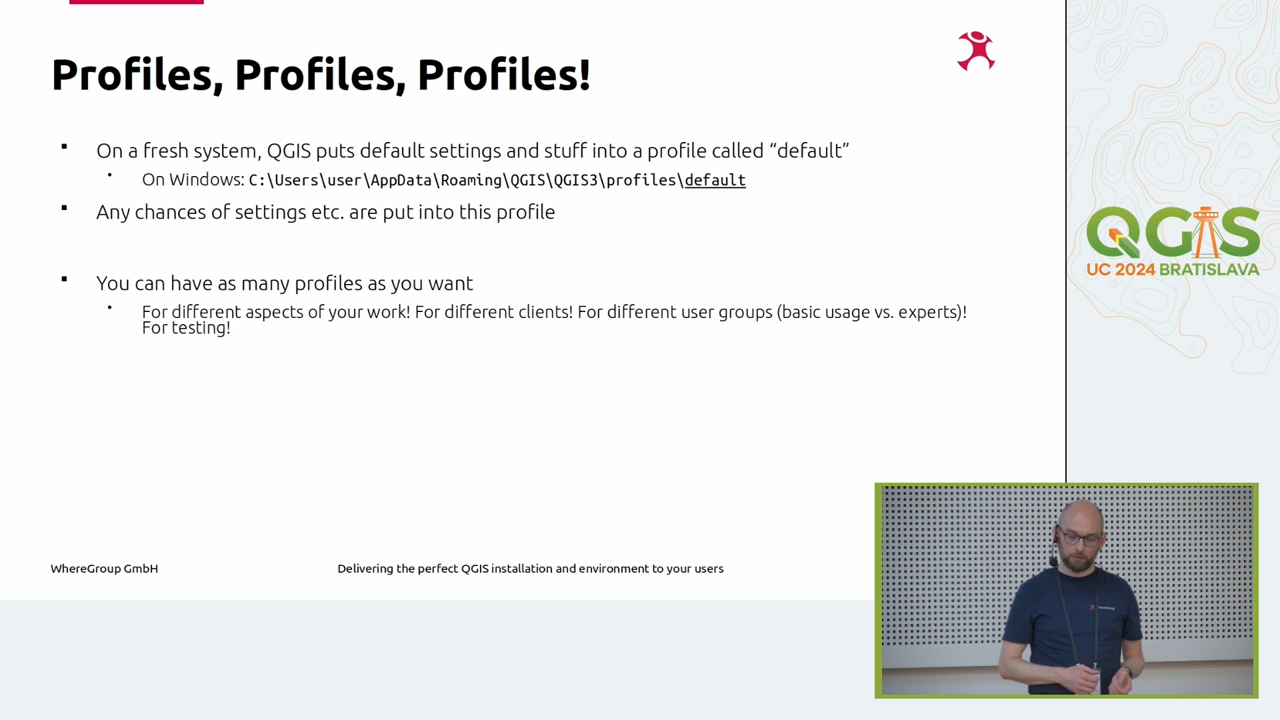 Profiles, Profiles, Profiles!
On a fresh system, QGIS puts default settings and stuff into a profile called “default”
On Windows: C:\Users\user\AppData\Roaming\QGIS\QGIS3\profiles\default
Any chances of settings etc. are put into this profile
You can have as many profiles as you want
For different aspects of your work! For different clients! For different user groups (basic usage vs. experts)!
For testing!
WhereGroup GmbH
Delivering the perfect QGIS installation and environment to your users
QGIS
UC 2024 BRATISLAVA